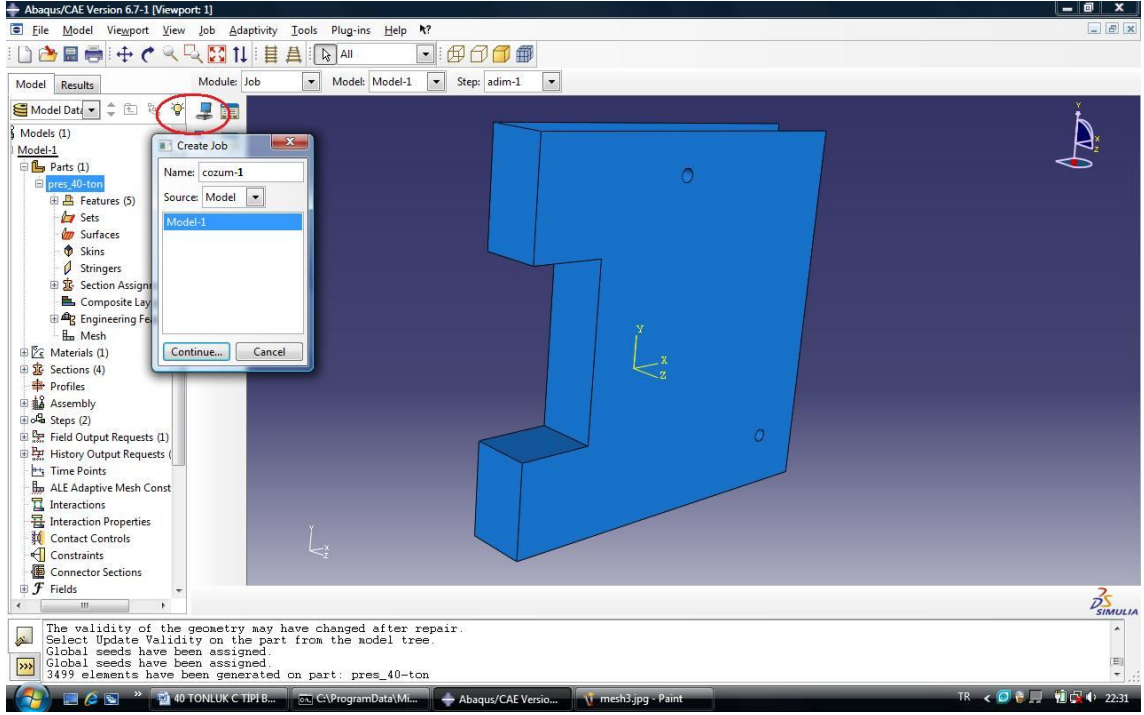 Abaqus/CAE Version 6.7-1 [Viewport: 1]
File Model Viewport View Job Adaptivity Tools Plug-ins Help
All
Model Results
Module: Job Model: Model-1 Step: adim-1
Model Data
Models (1)
Model-1
Parts (1)
pres_40-ton
Features (5)
Sets
Surfaces
Skins
Stringers
Section Assignm
Composite Lay
Engineering Fea
Mesh
Materials (1)
Sections (4)
Profiles
Assembly
Steps (2)
Field Output Requests (1)
History Output Requests (
Time Points
ALE Adaptive Mesh Const
Interactions
Interaction Properties
Contact Controls
Constraints
Connector Sections
Fields
Create Job
Name: cozum-1
Source: Model
Model-1
Continue... Cancel
Y
X
Z
Y
X
Z
Y
X
Z
SIMULIA
The validity of the geometry may have changed after repair.
Select Update Validity on the part from the model tree.
Global seeds have been assigned.
Global seeds have been assigned.
3499 elements have been generated on part: pres_40-ton
40 TONLUK C TİPİ B... C:\ProgramData\Mi... Abaqus/CAE Versio... mesh3.jpg - Paint TR 22:31